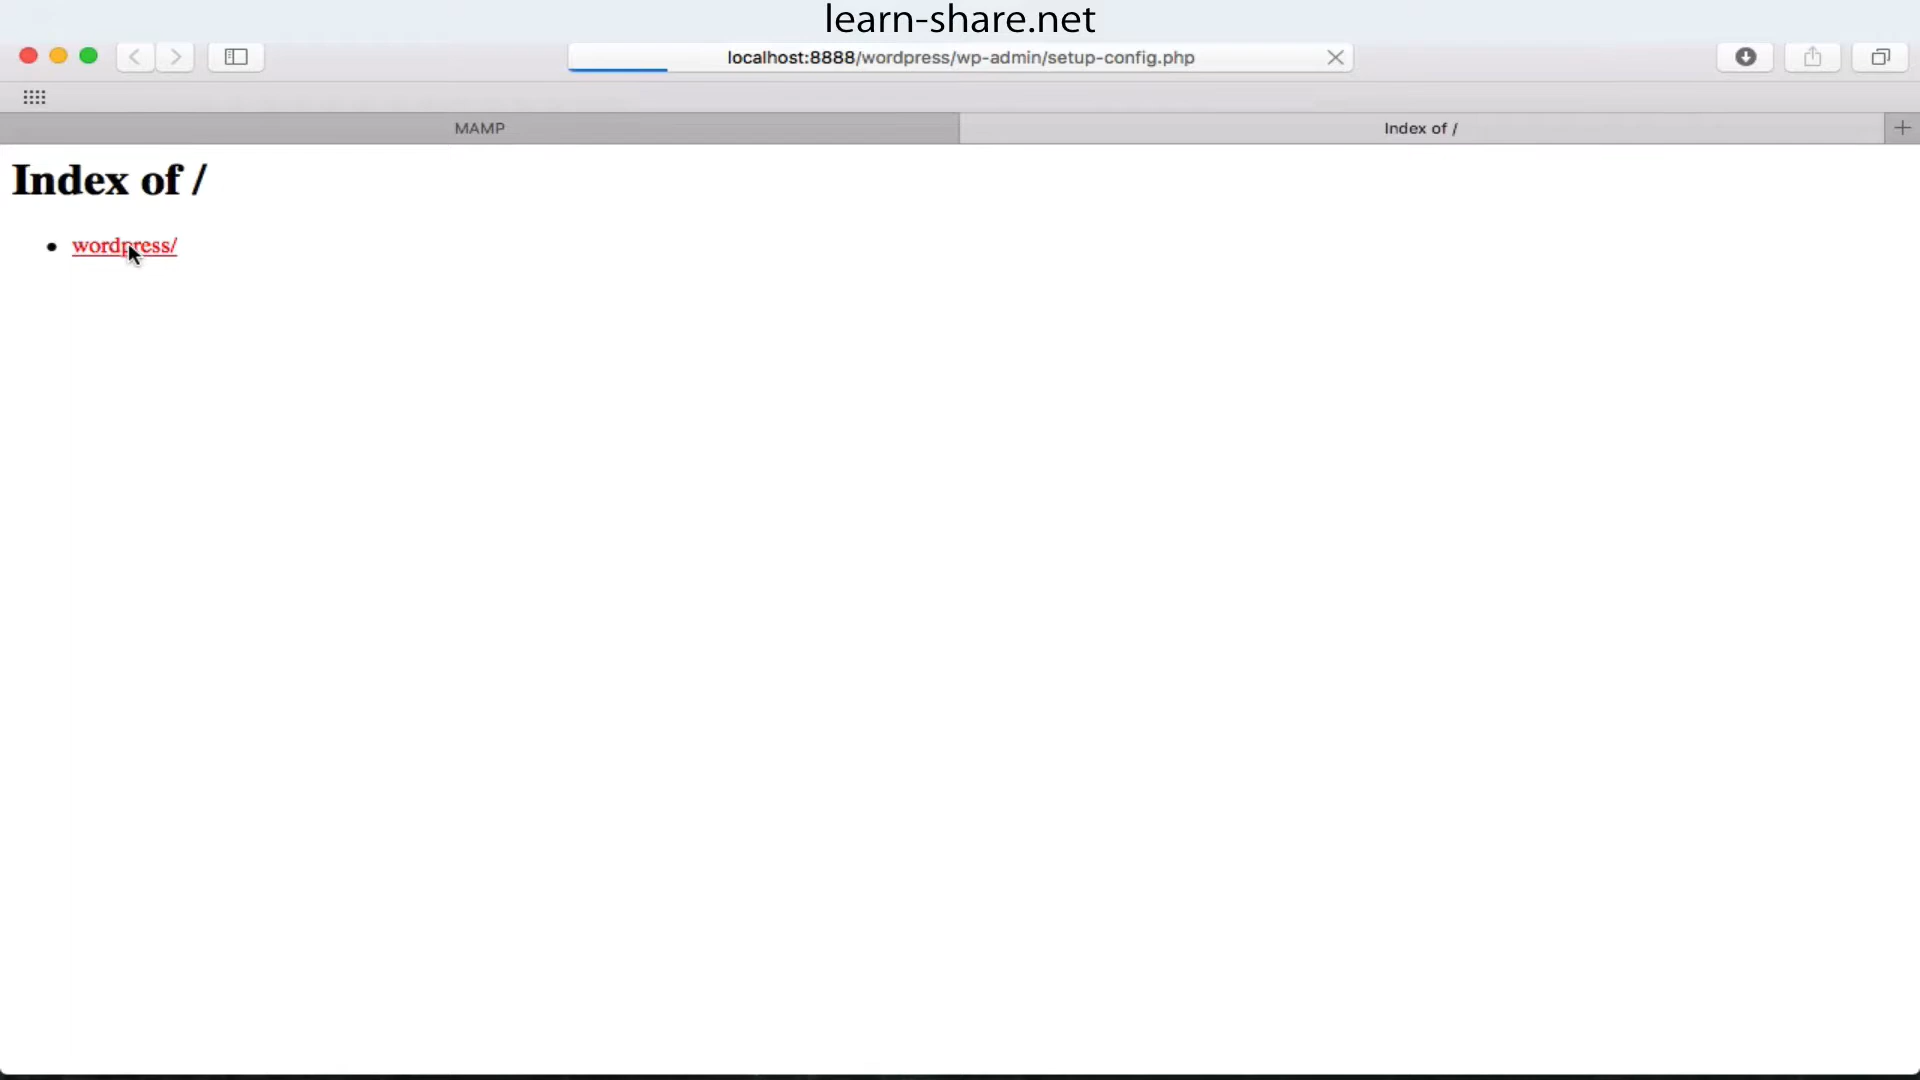 learn-share.net
localhost:8888/wordpress/wp-admin/setup-config.php
MAMP
Index of /
Index of /
wordpress/